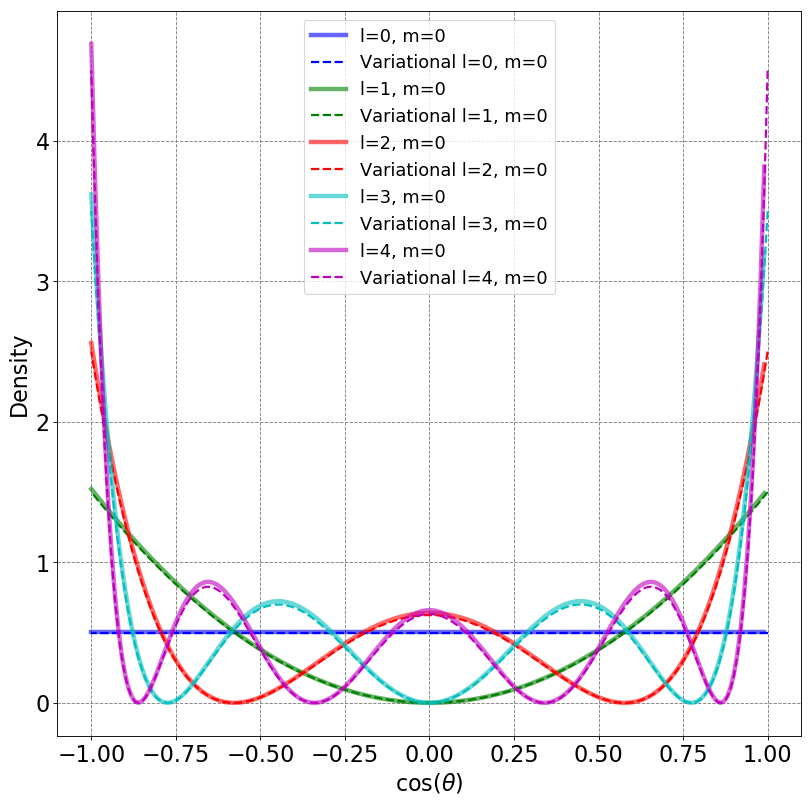 l=0, m=0
Variational l=0, m=0
l=1, m=0
Variational l=1, m=0
l=2, m=0
Variational l=2, m=0
l=3, m=0
Variational l=3, m=0
l=4, m=0
Variational l=4, m=0
Density
4
3
2
1
0
−1.00 −0.75 −0.50 −0.25 0.00 0.25 0.50 0.75 1.00
cos(θ)